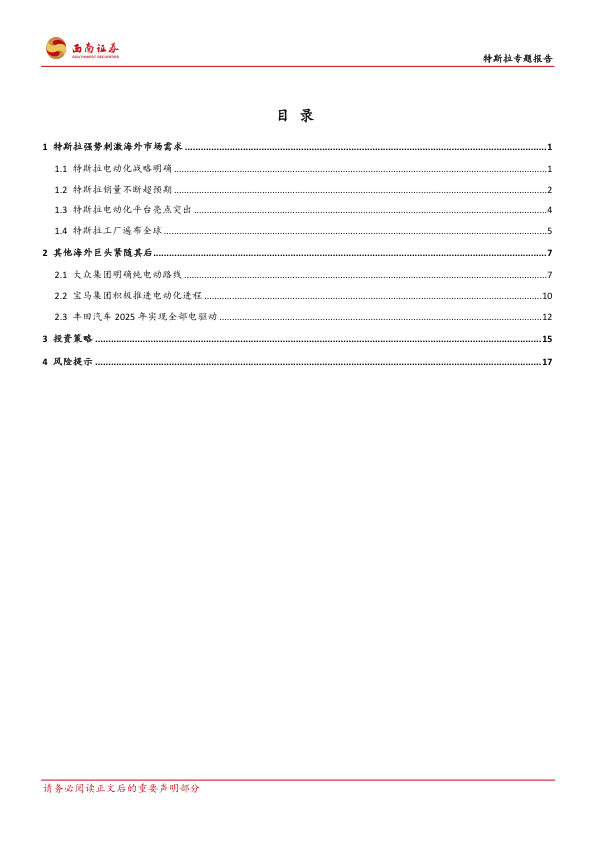 西南证券
SOUTHWEST SECURITIES
特斯拉专题报告
目 录
1 特斯拉强势刺激海外市场需求 ........ 1
1.1 特斯拉电动化战略明确 ........ 1
1.2 特斯拉销量不断超预期 ........ 2
1.3 特斯拉电动化平台亮点突出 ........ 4
1.4 特斯拉工厂遍布全球 ........ 5
2 其他海外巨头紧随其后 ........ 7
2.1 大众集团明确纯电动路线 ........ 7
2.2 宝马集团积极推进电动化进程 ........ 10
2.3 丰田汽车 2025 年实现全部电驱动 ........ 12
3 投资策略 ........ 15
4 风险提示 ........ 17
请务必阅读正文后的重要声明部分